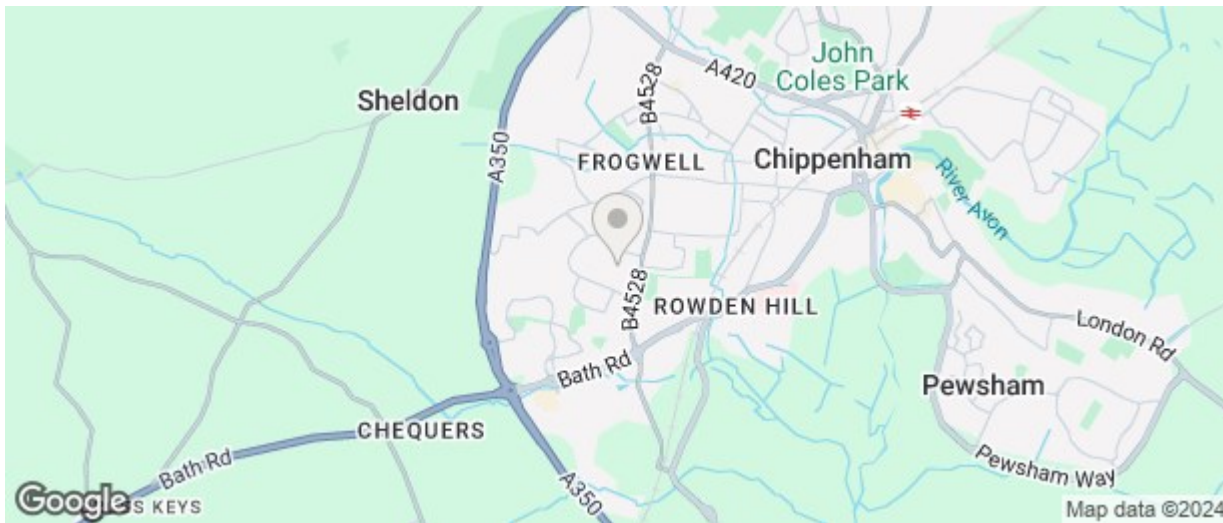 John
Coles Park
A420
B4528
Sheldon
A350
FROGWELL
Chippenham
River Avon
B4528
ROWDEN HILL
London Rd
Bath Rd
Pewsham
CHEQUERS
Bath Rd
A350
Pewsham Way
Google
S KEYS
Map data ©2024